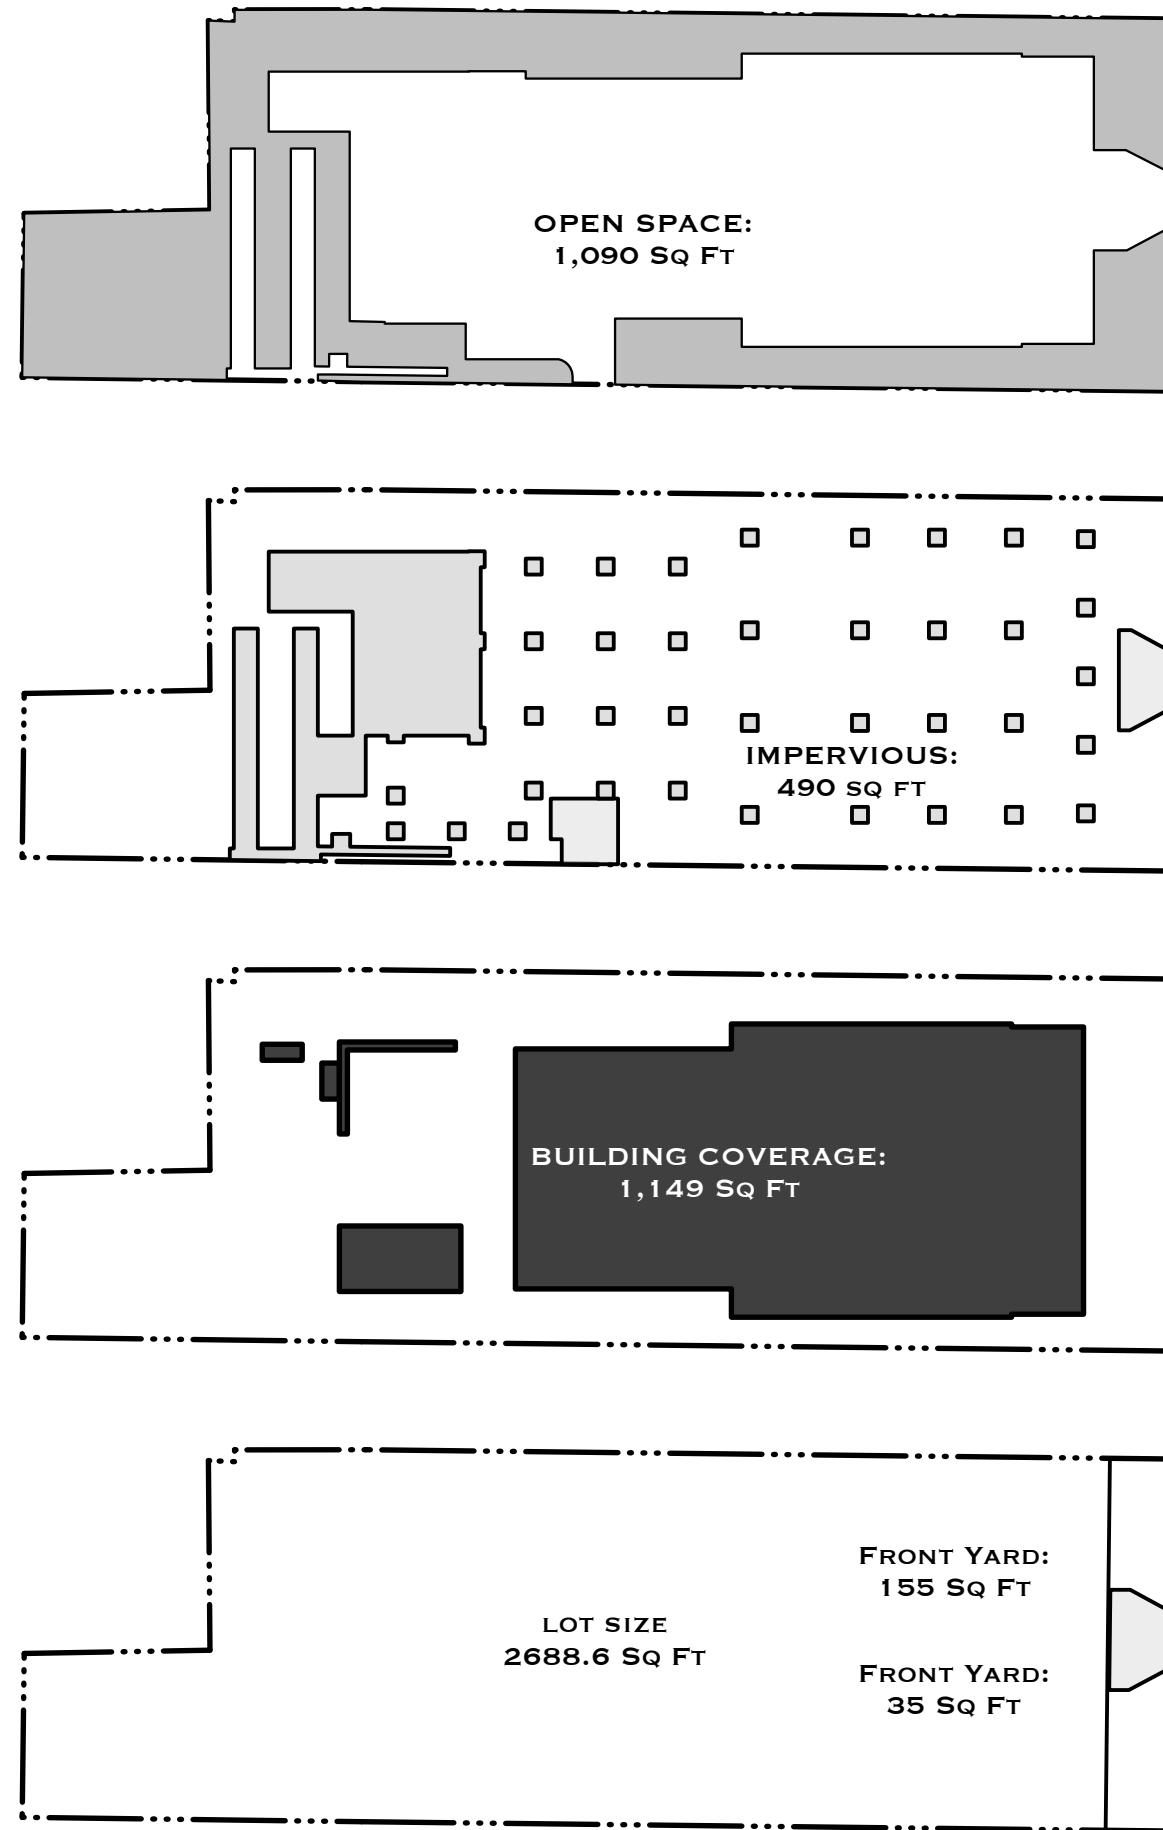 OPEN SPACE:
1,090 SQ FT
IMPERVIOUS:
490 SQ FT
BUILDING COVERAGE:
1,149 SQ FT
FRONT YARD:
155 SQ FT
LOT SIZE
2688.6 SQ FT
FRONT YARD:
35 SQ FT